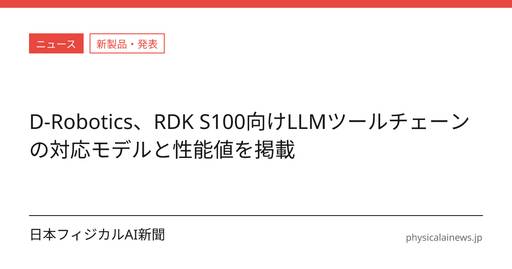 ニュース
新製品・発表
D-Robotics、RDK S100向けLLMツールチェーン
の対応モデルと性能値を掲載
日本フィジカルAI新聞
physicalainews.jp